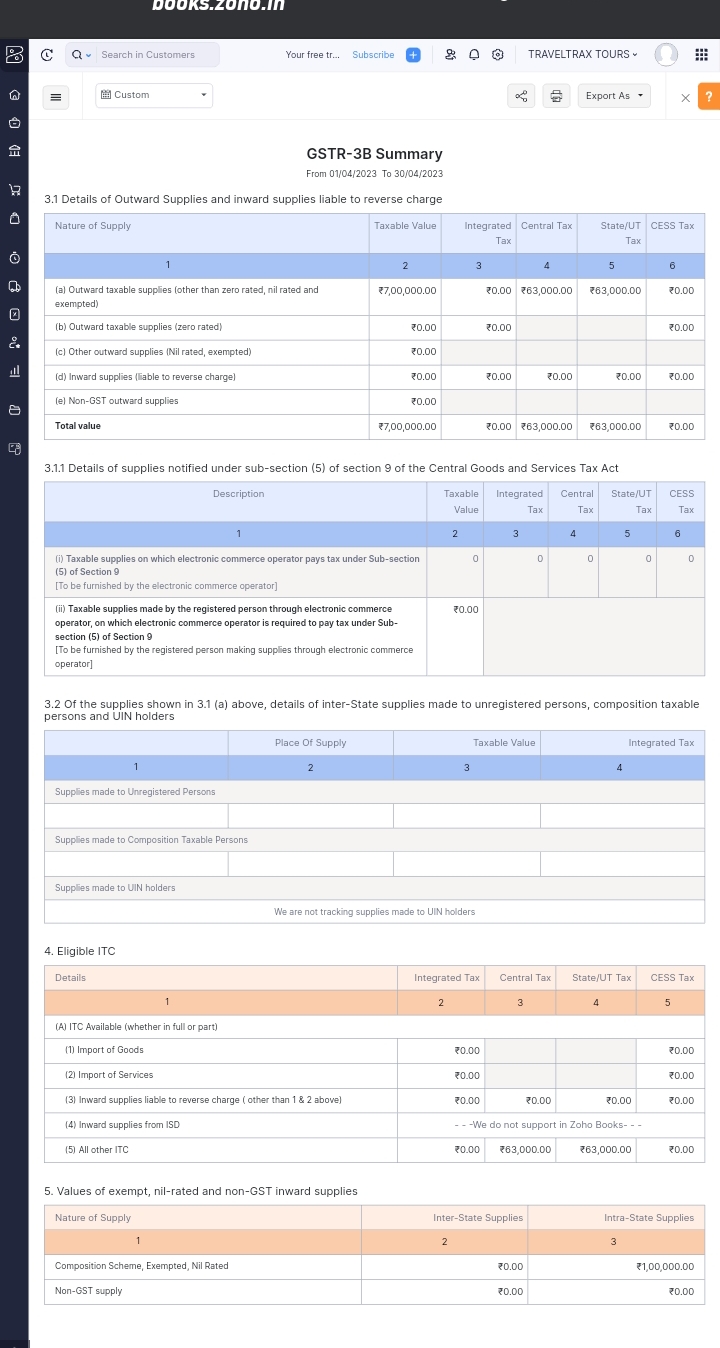 books.zoho.in
Search in Customers
Your free tr... Subscribe
TRAVELTRAX TOURS
Custom
Export As
?
GSTR-3B Summary
From 01/04/2023 To 30/04/2023
3.1 Details of Outward Supplies and inward supplies liable to reverse charge
Nature of Supply Taxable Value Integrated Central Tax State/UT CESS Tax
Tax Tax
1 2 3 4 5 6
(a) Outward taxable supplies (other than zero rated, nil rated and ₹7,00,000.00 ₹0.00 ₹63,000.00 ₹63,000.00 ₹0.00
exempted)
(b) Outward taxable supplies (zero rated) ₹0.00 ₹0.00 ₹0.00
(c) Other outward supplies (Nil rated, exempted) ₹0.00
(d) Inward supplies (liable to reverse charge) ₹0.00 ₹0.00 ₹0.00 ₹0.00 ₹0.00
(e) Non-GST outward supplies ₹0.00
Total value ₹7,00,000.00 ₹0.00 ₹63,000.00 ₹63,000.00 ₹0.00
3.1.1 Details of supplies notified under sub-section (5) of section 9 of the Central Goods and Services Tax Act
Description Taxable Integrated Central State/UT CESS
Value Tax Tax Tax Tax
1 2 3 4 5 6
(i) Taxable supplies on which electronic commerce operator pays tax under Sub-section 0 0 0 0 0
(5) of Section 9
[To be furnished by the electronic commerce operator]
(ii) Taxable supplies made by the registered person through electronic commerce ₹0.00
operator, on which electronic commerce operator is required to pay tax under Sub-
section (5) of Section 9
[To be furnished by the registered person making supplies through electronic commerce
operator]
3.2 Of the supplies shown in 3.1 (a) above, details of inter-State supplies made to unregistered persons, composition taxable
persons and UIN holders
Place Of Supply Taxable Value Integrated Tax
1 2 3 4
Supplies made to Unregistered Persons
Supplies made to Composition Taxable Persons
Supplies made to UIN holders
We are not tracking supplies made to UIN holders
4. Eligible ITC
Details Integrated Tax Central Tax State/UT Tax CESS Tax
1 2 3 4 5
(A) ITC Available (whether in full or part)
(1) Import of Goods ₹0.00 ₹0.00
(2) Import of Services ₹0.00 ₹0.00
(3) Inward supplies liable to reverse charge ( other than 1 & 2 above) ₹0.00 ₹0.00 ₹0.00 ₹0.00
(4) Inward supplies from ISD - - -We do not support in Zoho Books- - -
(5) All other ITC ₹0.00 ₹63,000.00 ₹63,000.00 ₹0.00
5. Values of exempt, nil-rated and non-GST inward supplies
Nature of Supply Inter-State Supplies Intra-State Supplies
1 2 3
Composition Scheme, Exempted, Nil Rated ₹0.00 ₹1,00,000.00
Non-GST supply ₹0.00 ₹0.00